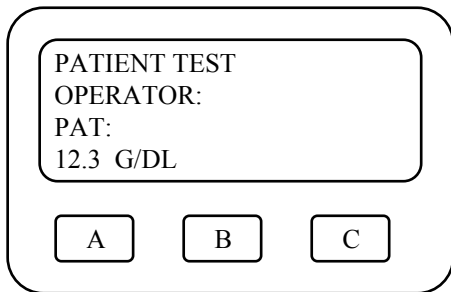 PATIENT TEST
OPERATOR:
PAT:
12.3 G/DL
A B C